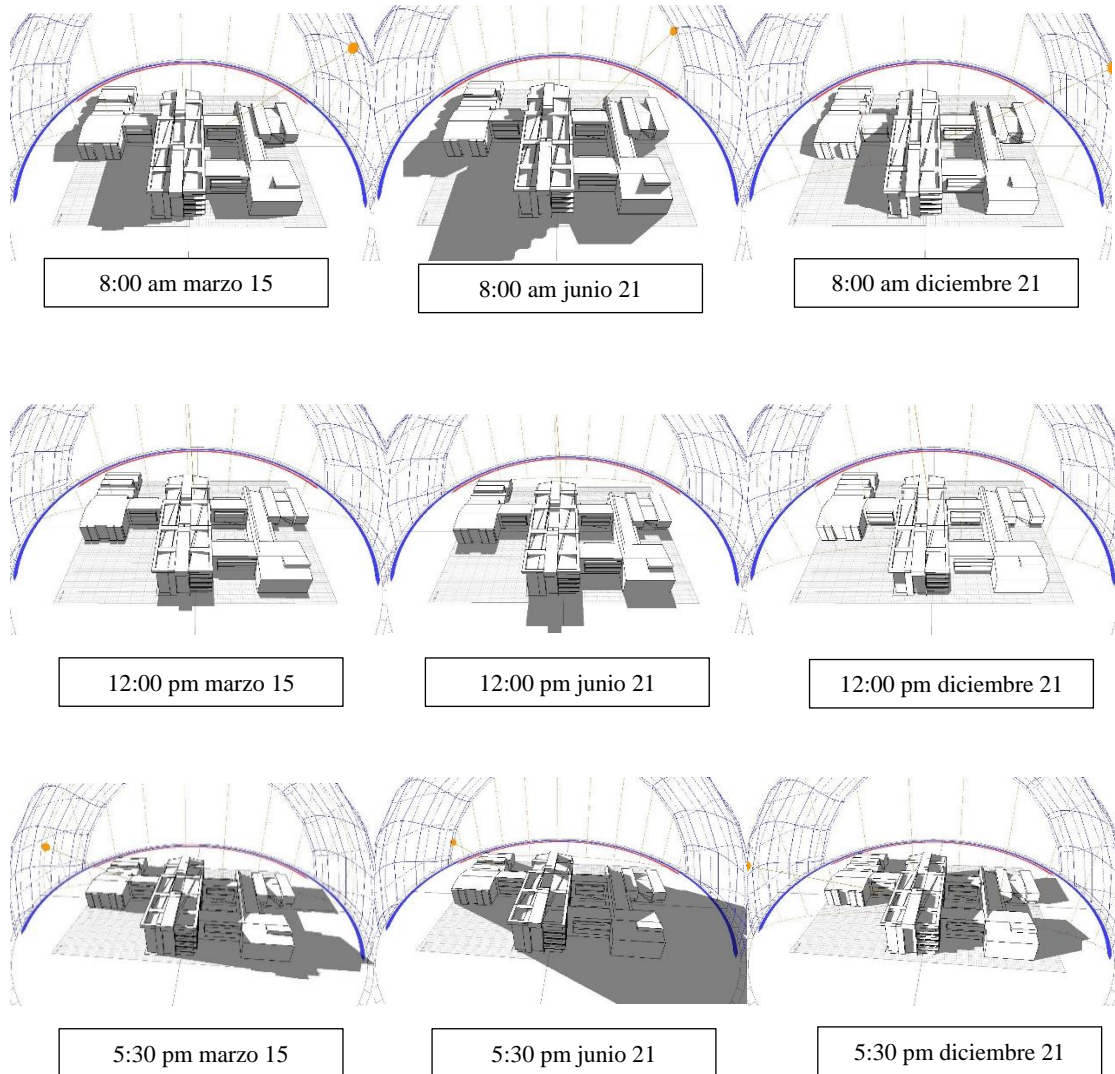 8:00 am marzo 15
8:00 am junio 21
8:00 am diciembre 21
12:00 pm marzo 15
12:00 pm junio 21
12:00 pm diciembre 21
5:30 pm marzo 15
5:30 pm junio 21
5:30 pm diciembre 21